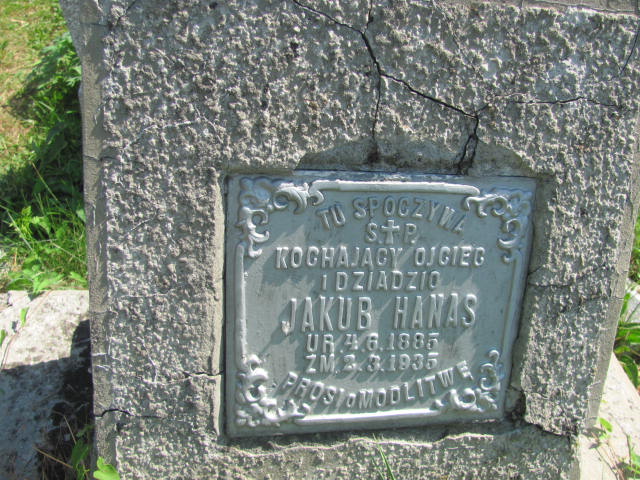 TU SPOCZYWA
Ś✝P.
KOCHAJĄCY OJCIEC
I DZIADZIO
JAKUB HANAS
UR. 4.6.1885
ZM. 2.3.1935
PROSI O MODLITWĘ